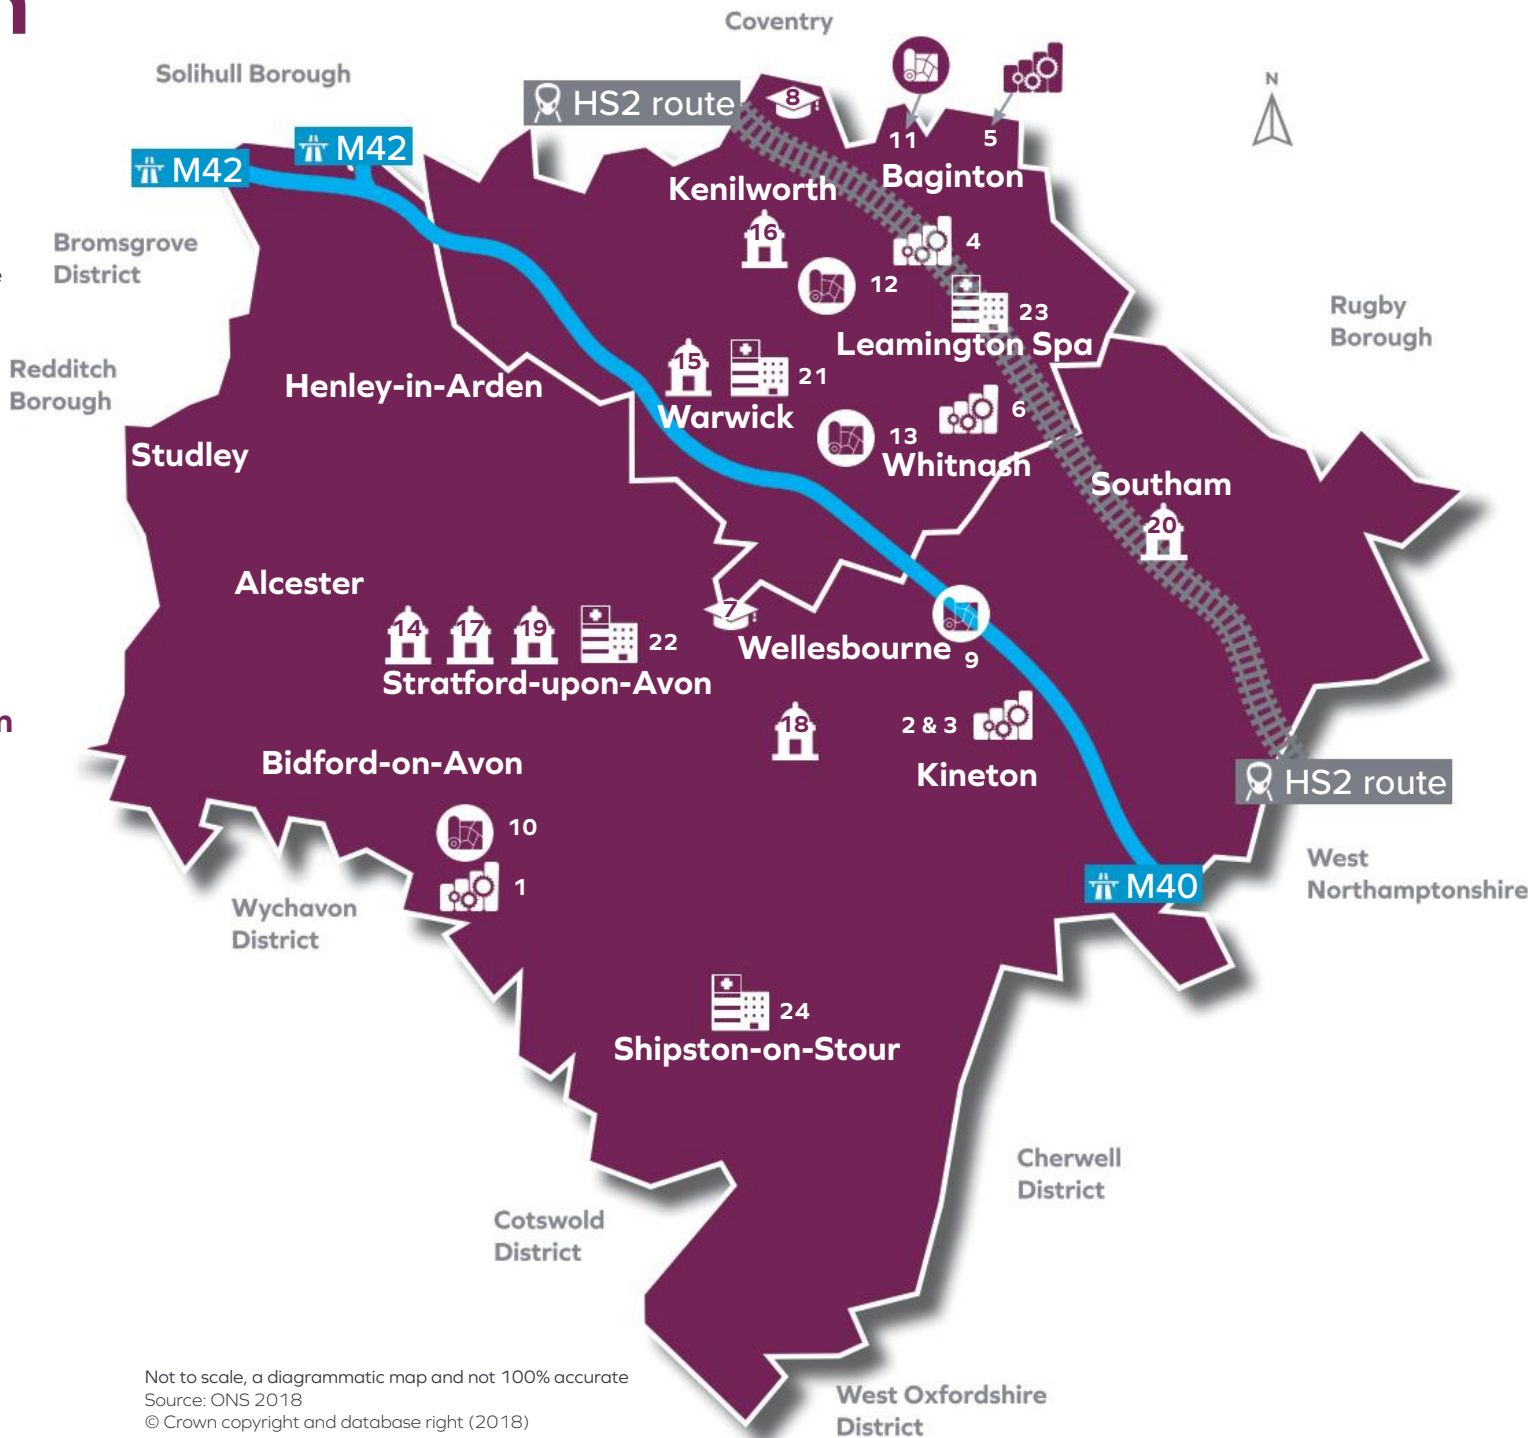 n
Coventry
Solihull Borough
N
HS2 route
8
M42
M42
11
5
Baginton
Kenilworth
Bromsgrove
District
e
16
4
12
23
Rugby
Borough
Leamington Spa
Redditch
Borough
Henley-in-Arden
15
21
Warwick
6
13
Whitnash
Studley
Southam
20
Alcester
14
17
19
22
7
Wellesbourne
9
Stratford-upon-Avon
n
18
2 & 3
Kineton
Bidford-on-Avon
HS2 route
10
1
M40
West
Northamptonshire
Wychavon
District
24
Shipston-on-Stour
Cherwell
District
Cotswold
District
Not to scale, a diagrammatic map and not 100% accurate
Source: ONS 2018
© Crown copyright and database right (2018)
West Oxfordshire
District